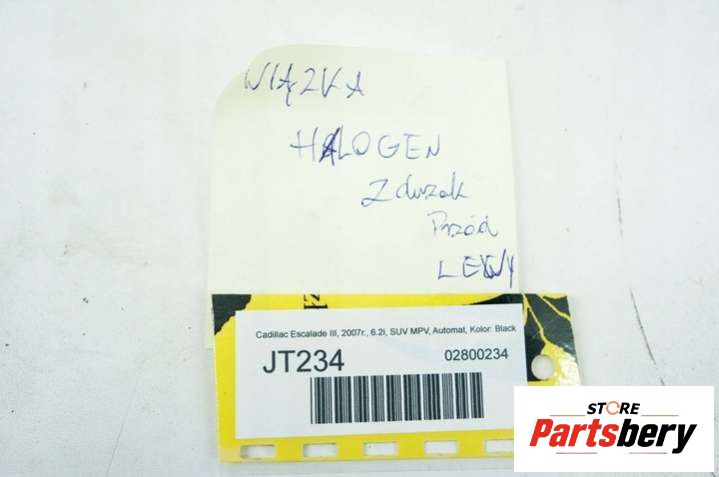 WIĄZKA
HALOGEN
Zderzak
Przód
LEWY
Cadillac Escalade III, 2007r., 6.2i, SUV MPV, Automat, Kolor: Black
JT234
02800234
STORE
Partsbery